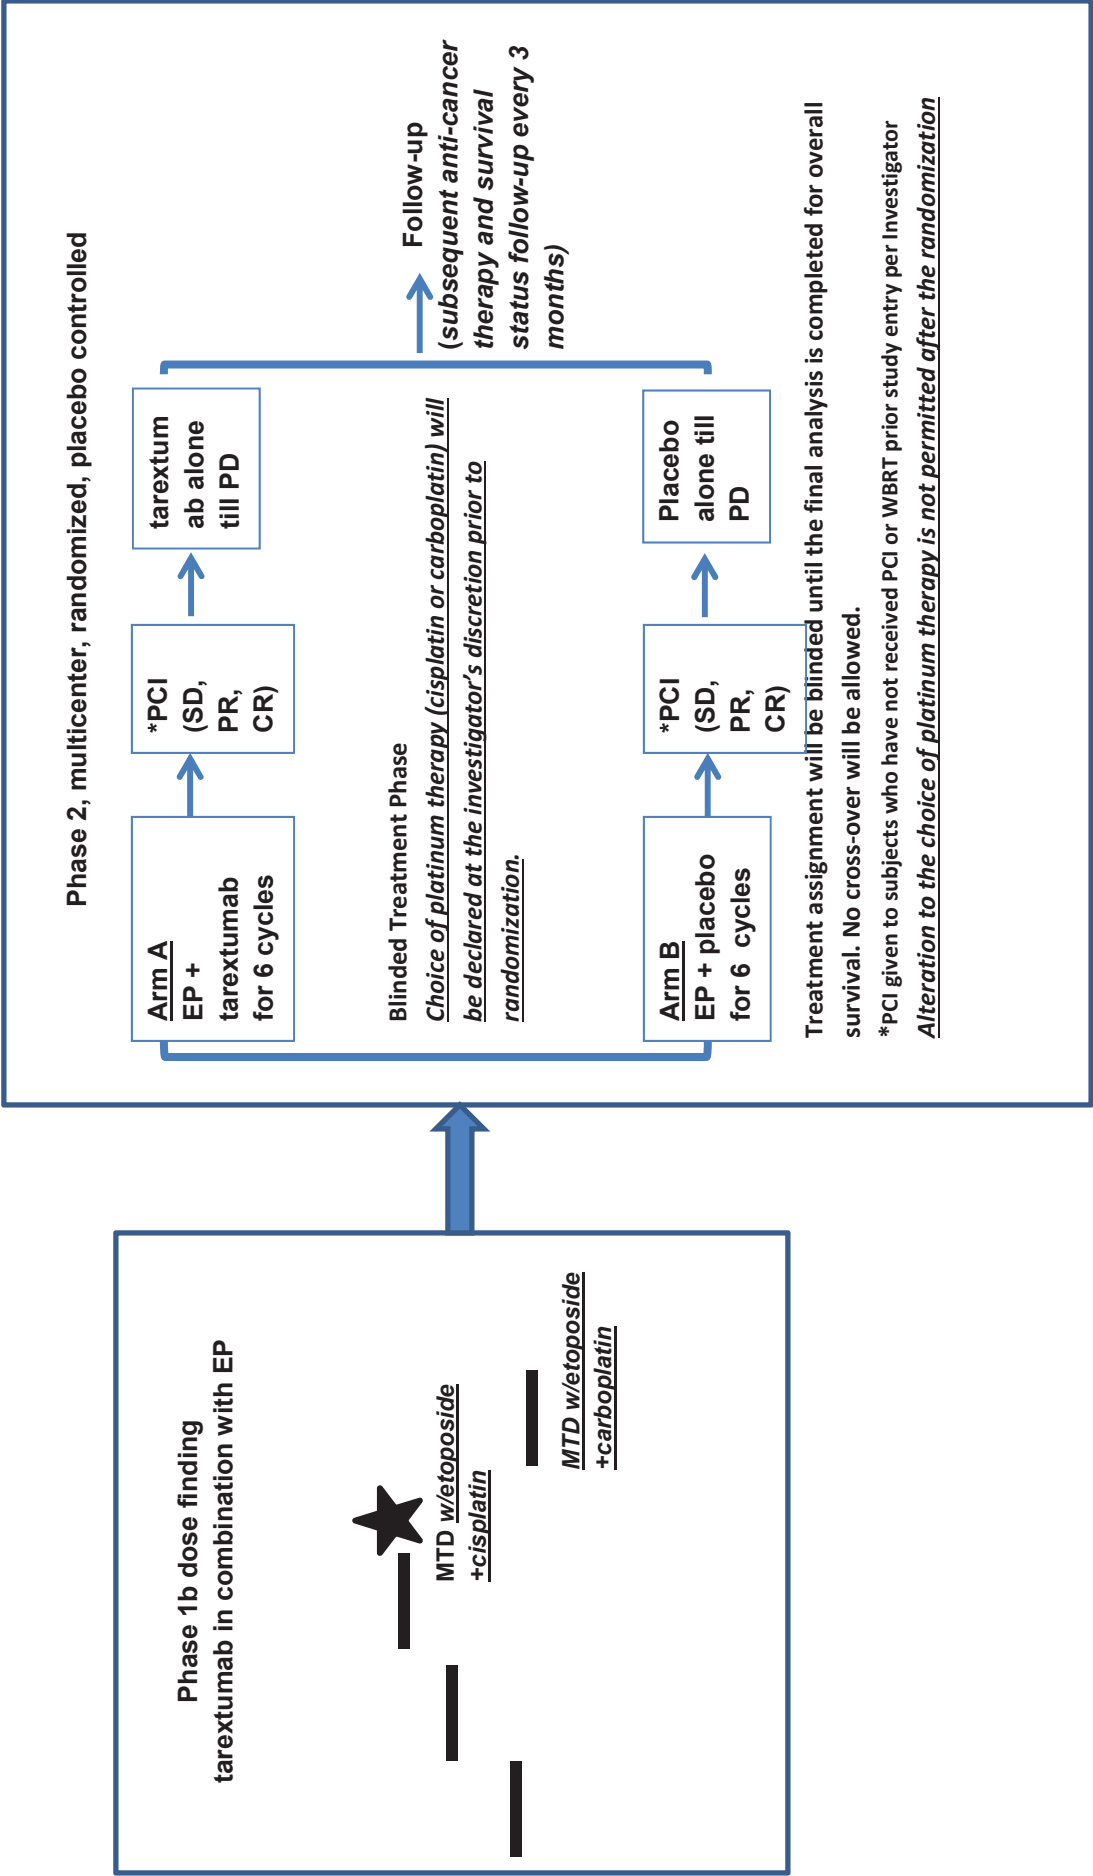 Phase 1b dose finding
tarextumab in combination with EP
MTD w/etoposide
+cisplatin
MTD w/etoposide
+carboplatin
Phase 2, multicenter, randomized, placebo controlled
Arm A
EP +
tarextumab
for 6 cycles
*PCI
(SD,
PR,
CR)
tarextum
ab alone
till PD
Blinded Treatment Phase
Choice of platinum therapy (cisplatin or carboplatin) will
be declared at the investigator’s discretion prior to
randomization.
Follow-up
(subsequent anti-cancer
therapy and survival
status follow-up every 3
months)
Arm B
EP + placebo
for 6 cycles
*PCI
(SD,
PR,
CR)
Placebo
alone till
PD
Treatment assignment will be blinded until the final analysis is completed for overall
survival. No cross-over will be allowed.
*PCI given to subjects who have not received PCI or WBRT prior study entry per Investigator
Alteration to the choice of platinum therapy is not permitted after the randomization